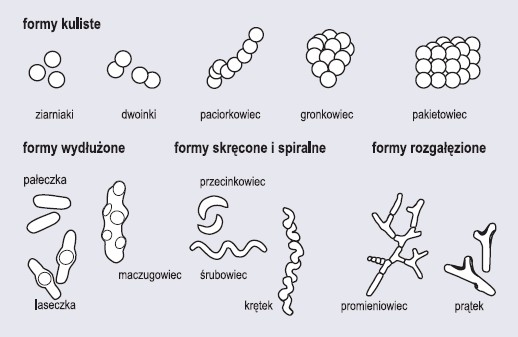 formy kuliste
ziarniaki
dwoinki
paciorkowiec
gronkowiec
pakietowiec
formy wydłużone
formy skręcone i spiralne
formy rozgałęzione
pałeczka
przecinkowiec
maczugowiec
śrubowiec
laseczka
krętek
promieniowiec
prątek